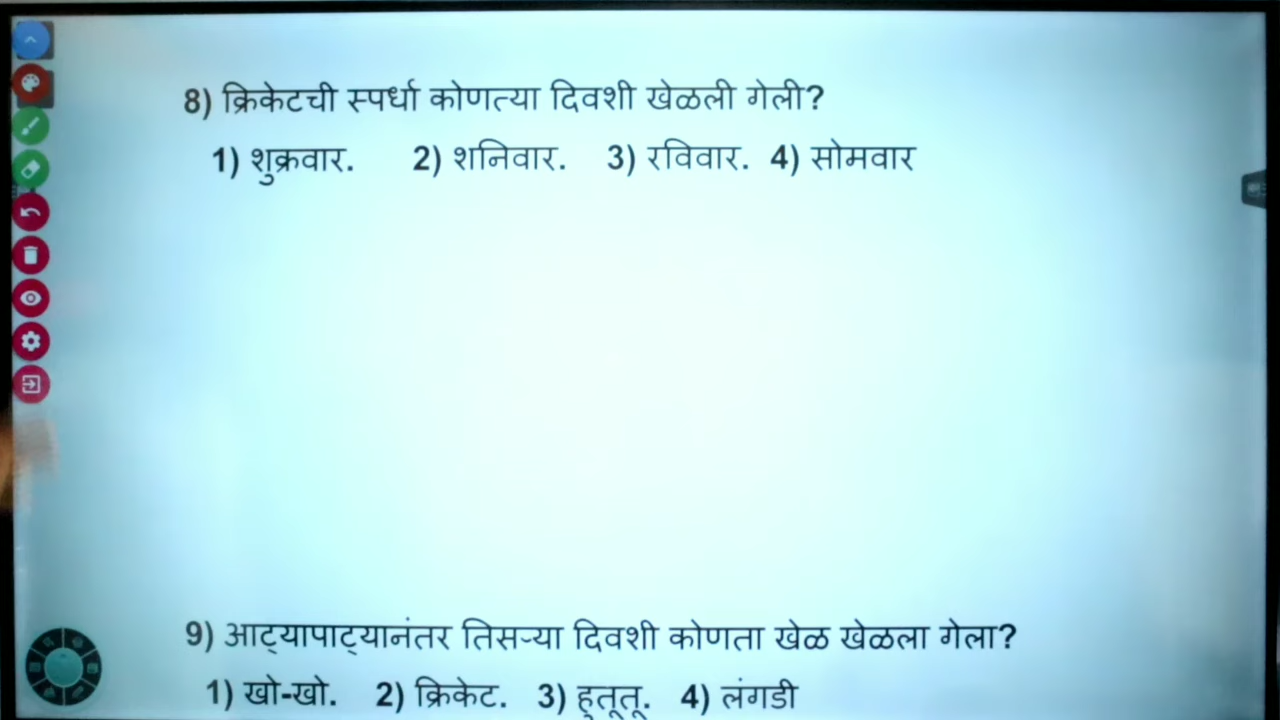 8) क्रिकेटची स्पर्धा कोणत्या दिवशी खेळली गेली?
1) शुक्रवार. 2) शनिवार. 3) रविवार. 4) सोमवार
9) आट्यापाट्यानंतर तिसऱ्या दिवशी कोणता खेळ खेळला गेला?
1) खो-खो. 2) क्रिकेट. 3) हुतूतू. 4) लंगडी